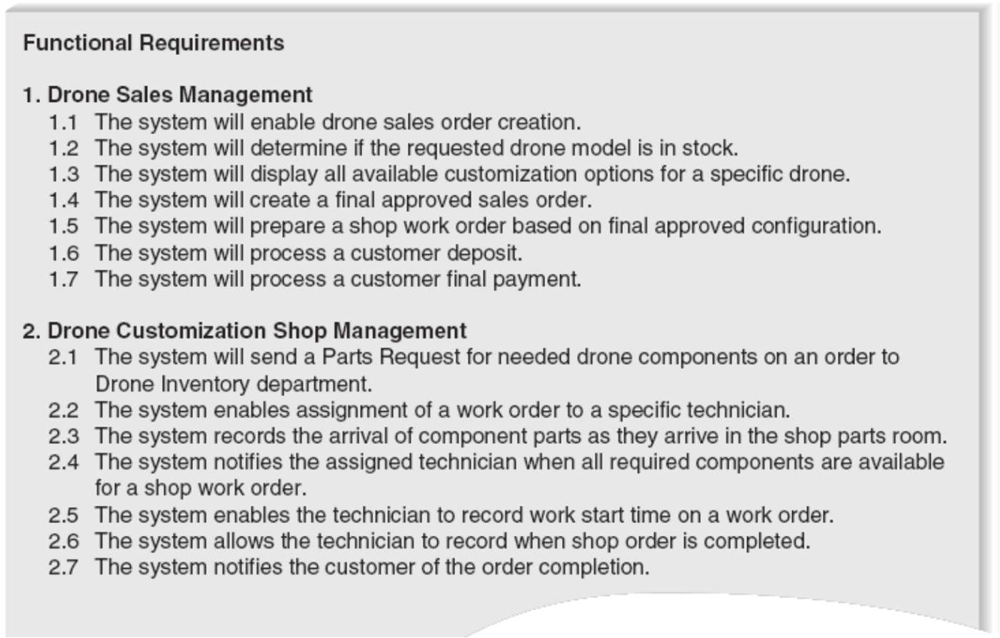 Functional Requirements
1. Drone Sales Management
1.1 The system will enable drone sales order creation.
1.2 The system will determine if the requested drone model is in stock.
1.3 The system will display all available customization options for a specific drone.
1.4 The system will create a final approved sales order.
1.5 The system will prepare a shop work order based on final approved configuration.
1.6 The system will process a customer deposit.
1.7 The system will process a customer final payment.
2. Drone Customization Shop Management
2.1 The system will send a Parts Request for needed drone components on an order to
Drone Inventory department.
2.2 The system enables assignment of a work order to a specific technician.
2.3 The system records the arrival of component parts as they arrive in the shop parts room.
2.4 The system notifies the assigned technician when all required components are available
for a shop work order.
2.5 The system enables the technician to record work start time on a work order.
2.6 The system allows the technician to record when shop order is completed.
2.7 The system notifies the customer of the order completion.